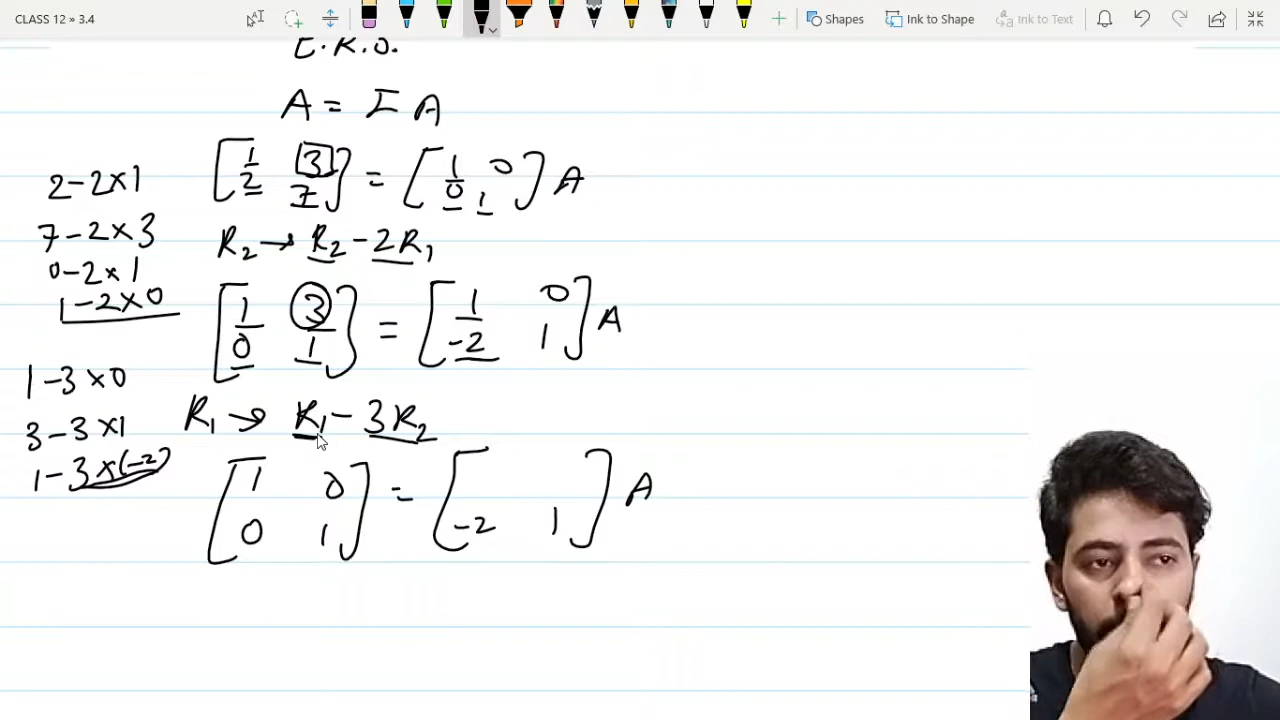 CLASS 12 » 3.4
Shapes
Ink to Shape
Ink to Text
E.R.O.
A = I A
[1 3] = [1 0] A
[2 7] [0 1]
R2 → R2 - 2R1
[1 3] = [1 0] A
[0 1] [-2 1]
R1 → R1 - 3R2
[1 0] = [ ] A
[0 1] [-2 1]
2-2×1
7-2×3
0-2×1
1-2×0
1-3×0
3-3×1
1-3×(-2)